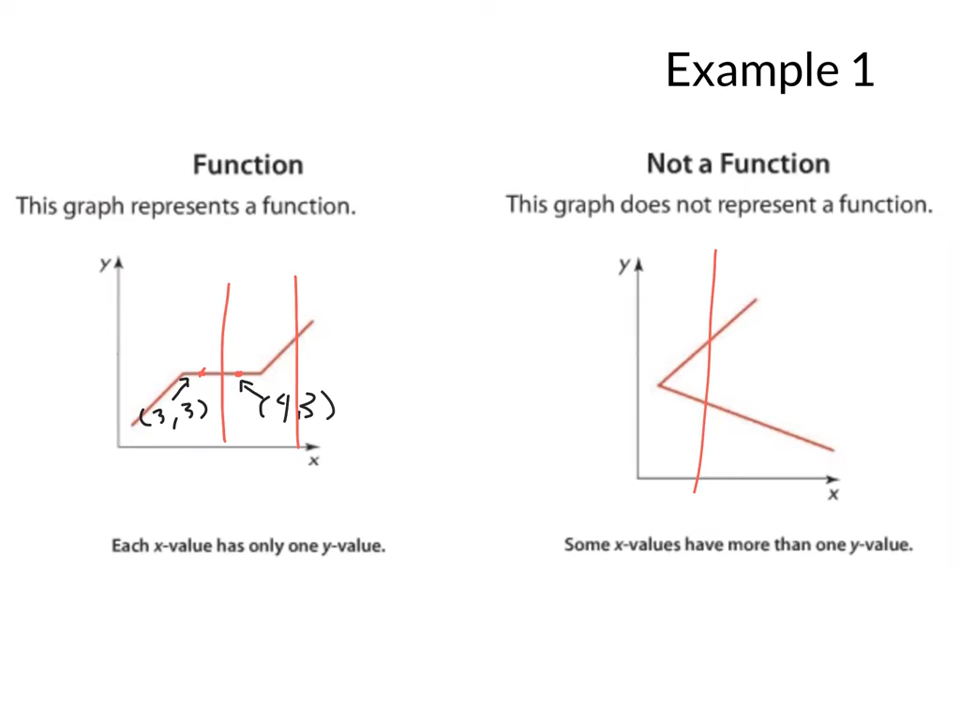 Example 1
Function
This graph represents a function.
y
(3,3)
(4,3)
x
Each x-value has only one y-value.
Not a Function
This graph does not represent a function.
y
x
Some x-values have more than one y-value.